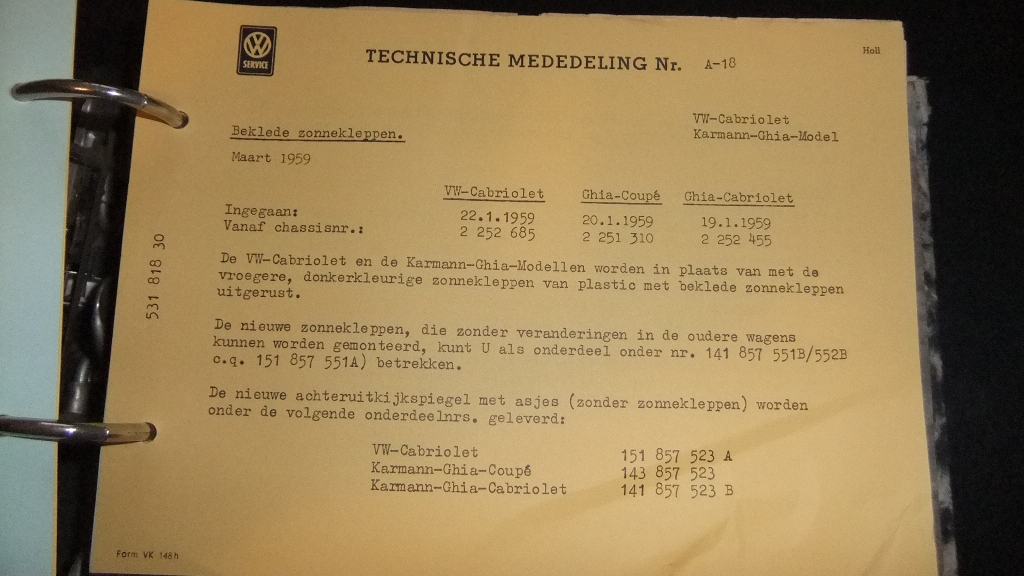 VW
SERVICE
TECHNISCHE MEDEDELING Nr. A-18
Holl
VW-Cabriolet
Karmann-Ghia-Model
Beklede zonnekleppen.
Maart 1959
VW-Cabriolet Ghia-Coupé Ghia-Cabriolet
Ingegaan: 22.1.1959 20.1.1959 19.1.1959
Vanaf chassisnr.: 2 252 685 2 251 310 2 252 455
De VW-Cabriolet en de Karmann-Ghia-Modellen worden in plaats van met de
vroegere, donkerkleurige zonnekleppen van plastic met beklede zonnekleppen
uitgerust.
De nieuwe zonnekleppen, die zonder veranderingen in de oudere wagens
kunnen worden gemonteerd, kunt U als onderdeel onder nr. 141 857 551B/552B
c.q. 151 857 551A) betrekken.
De nieuwe achteruitkijkspiegel met asjes (zonder zonnekleppen) worden
onder de volgende onderdeelnrs. geleverd:
VW-Cabriolet 151 857 523 A
Karmann-Ghia-Coupé 143 857 523
Karmann-Ghia-Cabriolet 141 857 523 B
531 818 30
Form VK 148h